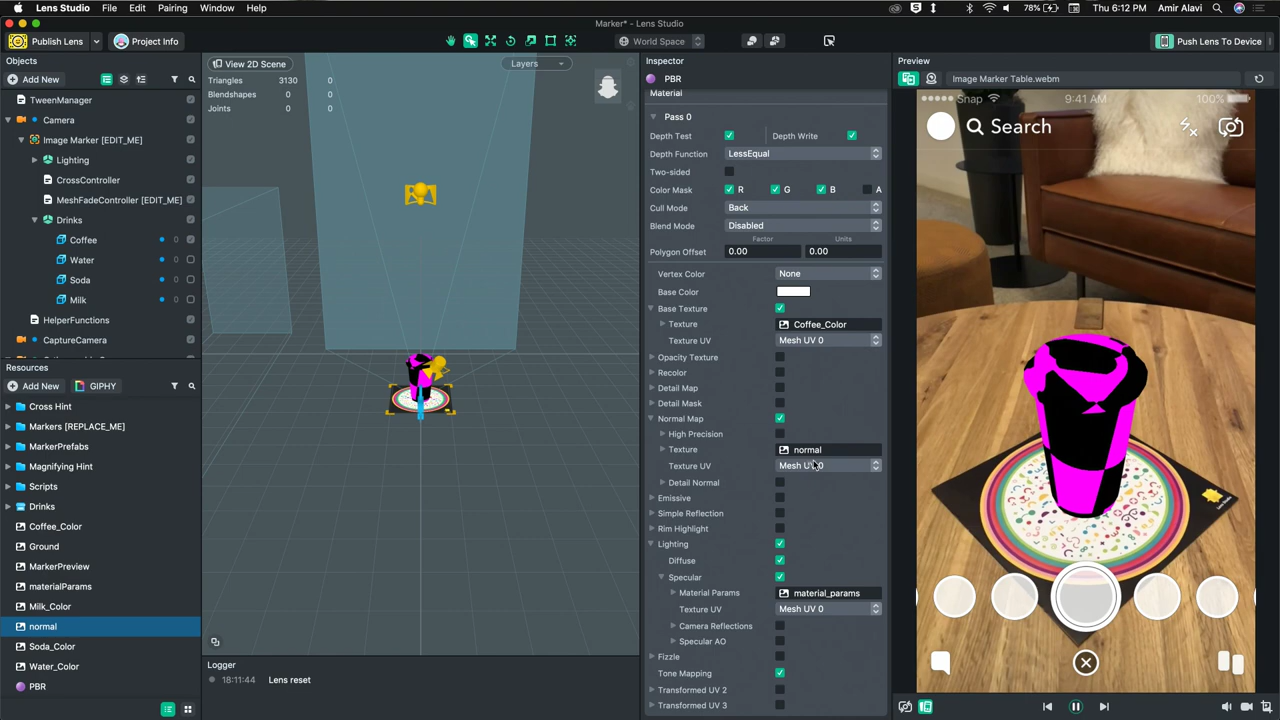 Lens Studio File Edit Pairing Window Help 78% Thu 6:12 PM Amir Alavi
Marker* - Lens Studio
Publish Lens Project Info World Space Push Lens To Device
Objects
Add New
TweenManager
Camera
Image Marker [EDIT_ME]
Lighting
CrossController
MeshFadeController [EDIT_ME]
Drinks
Coffee 0
Water 0
Soda 0
Milk 0
HelperFunctions
CaptureCamera
Resources
Add New GIPHY
Cross Hint
Markers [REPLACE_ME]
MarkerPrefabs
Magnifying Hint
Scripts
Drinks
Coffee_Color
Ground
MarkerPreview
materialParams
Milk_Color
normal
Soda_Color
Water_Color
PBR
View 2D Scene Layers
Triangles 3130 0
Blendshapes 0 0
Joints 0 0
Logger
18:11:44 Lens reset
Inspector
PBR
Material
Pass 0
Depth Test Depth Write
Depth Function LessEqual
Two-sided
Color Mask R G B A
Cull Mode Back
Blend Mode Disabled
Factor Units
Polygon Offset 0.00 0.00
Vertex Color None
Base Color
Base Texture
Texture Coffee_Color
Texture UV Mesh UV 0
Opacity Texture
Recolor
Detail Map
Detail Mask
Normal Map
High Precision
Texture normal
Texture UV Mesh UV 0
Detail Normal
Emissive
Simple Reflection
Rim Highlight
Lighting
Diffuse
Specular
Material Params material_params
Texture UV Mesh UV 0
Camera Reflections
Specular AO
Fizzle
Tone Mapping
Transformed UV 2
Transformed UV 3
Preview
Image Marker Table.webm
Snap 9:41 AM 100%
Search